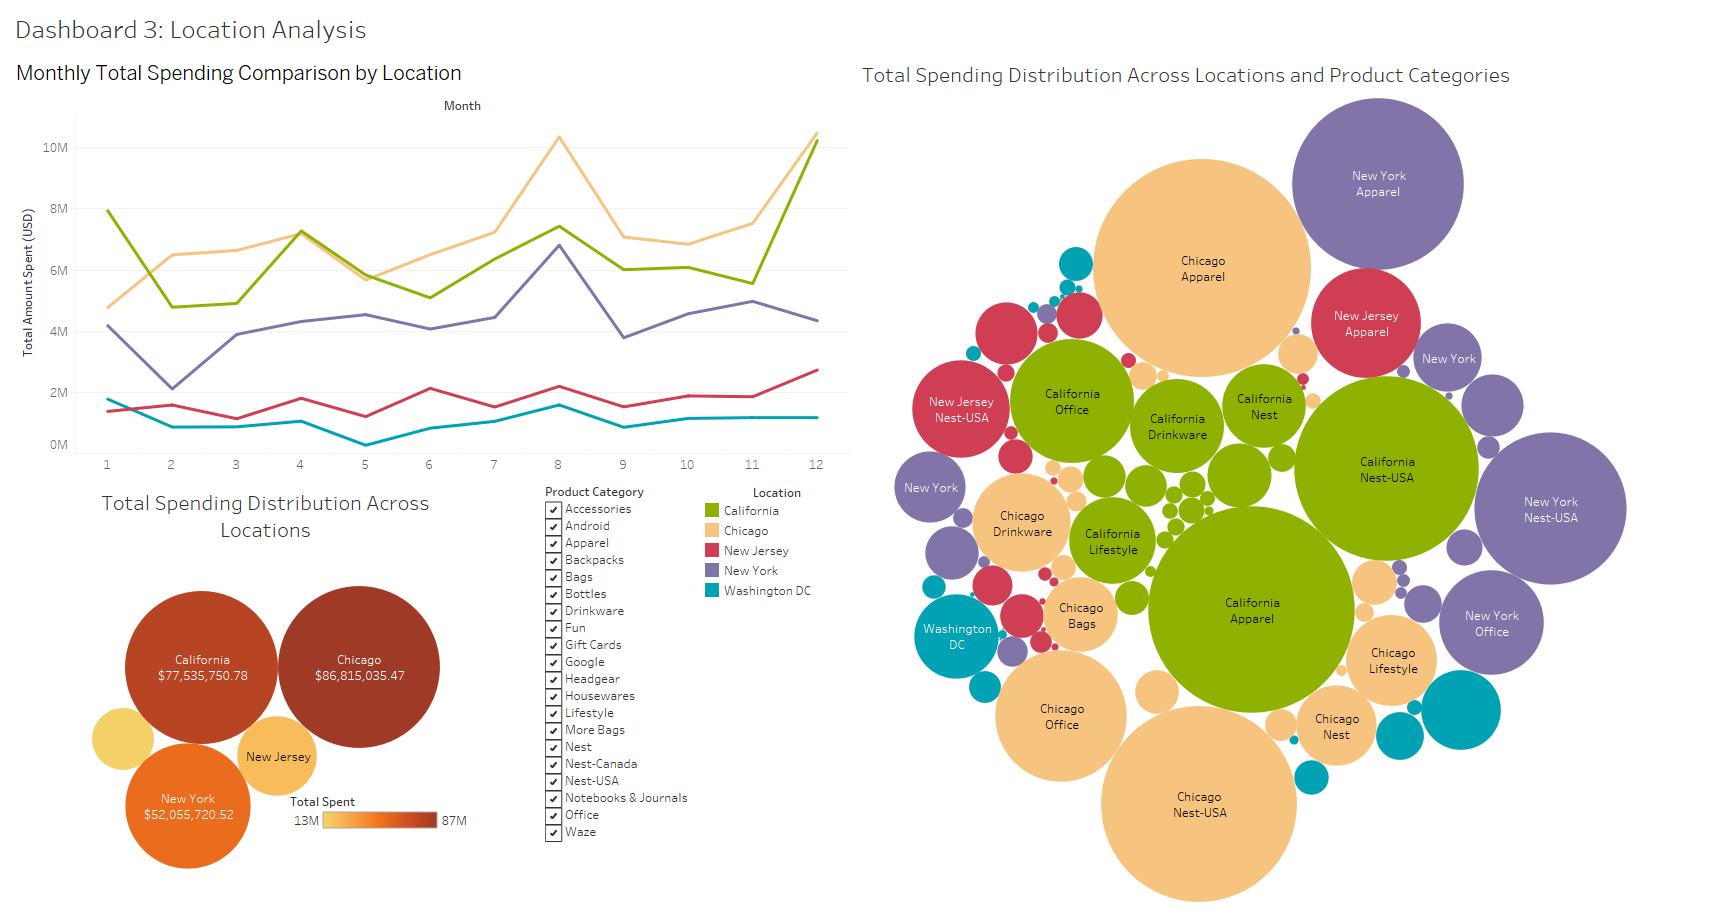 Dashboard 3: Location Analysis
Monthly Total Spending Comparison by Location
Month
Total Amount Spent (USD)
10M
8M
6M
4M
2M
0M
1 2 3 4 5 6 7 8 9 10 11 12
Total Spending Distribution Across
Locations
California
$77,535,750.78
Chicago
$86,815,035.47
New Jersey
New York
$52,055,720.52
Total Spent
13M 87M
Product Category
Accessories
Android
Apparel
Backpacks
Bags
Bottles
Drinkware
Fun
Gift Cards
Google
Headgear
Housewares
Lifestyle
More Bags
Nest
Nest-Canada
Nest-USA
Notebooks & Journals
Office
Waze
Location
California
Chicago
New Jersey
New York
Washington DC
Total Spending Distribution Across Locations and Product Categories
New York
Apparel
Chicago
Apparel
New Jersey
Apparel
New York
California
Office
New Jersey
Nest-USA
California
Drinkware
California
Nest
California
Nest-USA
New York
New York
Nest-USA
Chicago
Drinkware
California
Lifestyle
Chicago
Bags
California
Apparel
New York
Office
Washington
DC
Chicago
Lifestyle
Chicago
Office
Chicago
Nest
Chicago
Nest-USA